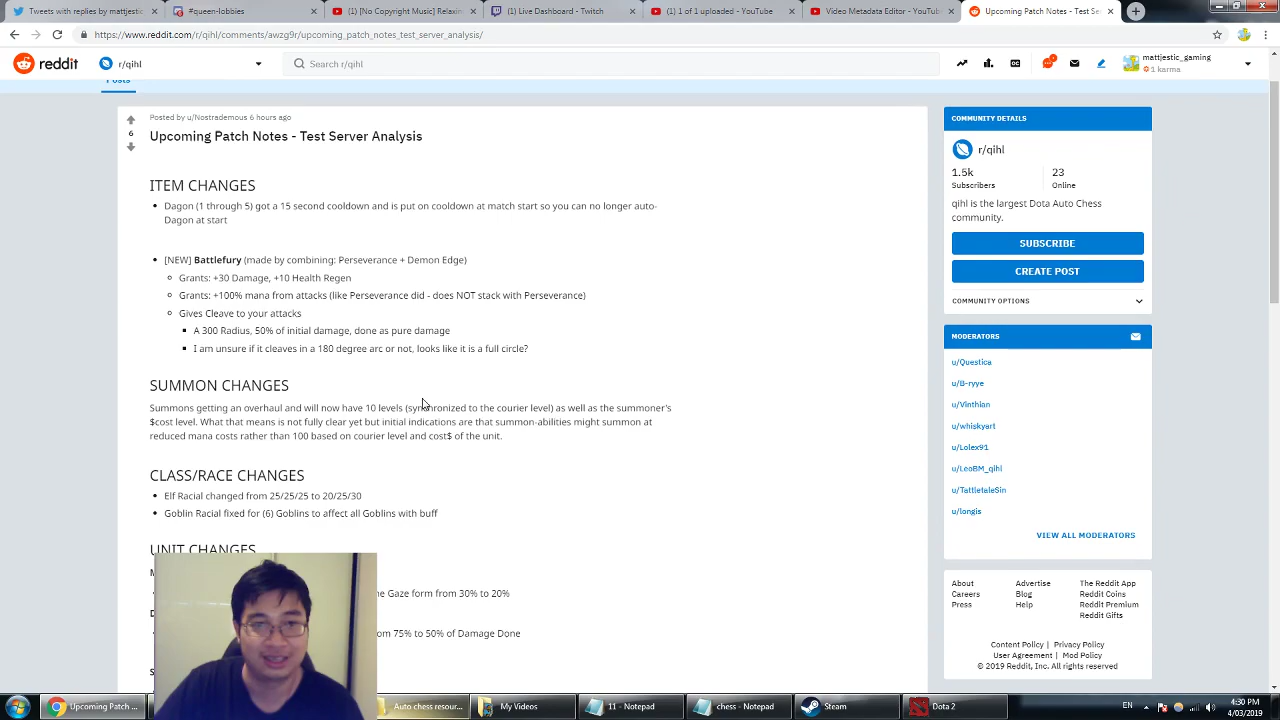 Tweets with replies by mattjes
#queen-lobbies
[No Copyright Music] Relaxin
(1) Live Dashboard - Twitch
(1) 1 of 1 uploaded - YouTube
Video Metadata Editor - YouTub
Upcoming Patch Notes - Test Se
https://www.reddit.com/r/qihl/comments/awzg9r/upcoming_patch_notes_test_server_analysis/
reddit
r/qihl
Search r/qihl
mattjestic_gaming
1 karma
Posts
Posted by u/Nostrademous 6 hours ago
6
Upcoming Patch Notes - Test Server Analysis
ITEM CHANGES
• Dagon (1 through 5) got a 15 second cooldown and is put on cooldown at match start so you can no longer auto-
Dagon at start
• [NEW] Battlefury (made by combining: Perseverance + Demon Edge)
Grants: +30 Damage, +10 Health Regen
Grants: +100% mana from attacks (like Perseverance did - does NOT stack with Perseverance)
Gives Cleave to your attacks
A 300 Radius, 50% of initial damage, done as pure damage
I am unsure if it cleaves in a 180 degree arc or not, looks like it is a full circle?
SUMMON CHANGES
Summons getting an overhaul and will now have 10 levels (synchronized to the courier level) as well as the summoner's
$cost level. What that means is not fully clear yet but initial indications are that summon-abilities might summon at
reduced mana costs rather than 100 based on courier level and cost$ of the unit.
CLASS/RACE CHANGES
• Elf Racial changed from 25/25/25 to 20/25/30
• Goblin Racial fixed for (6) Goblins to affect all Goblins with buff
UNIT CHANGES
ne Gaze form from 30% to 20%
om 75% to 50% of Damage Done
COMMUNITY DETAILS
r/qihl
1.5k
23
Subscribers
Online
qihl is the largest Dota Auto Chess
community.
SUBSCRIBE
CREATE POST
COMMUNITY OPTIONS
MODERATORS
u/Questica
u/B-ryye
u/Vinthian
u/whiskyart
u/Lolex91
u/LeoBM_qihl
u/TattletaleSin
u/longis
VIEW ALL MODERATORS
About
Advertise
The Reddit App
Careers
Blog
Reddit Coins
Press
Help
Reddit Premium
Reddit Gifts
Content Policy | Privacy Policy
User Agreement | Mod Policy
© 2019 Reddit, Inc. All rights reserved
Upcoming Patch ...
Auto chess resour...
My Videos
11 - Notepad
chess - Notepad
Steam
Dota 2
EN
4:30 PM
4/03/2019